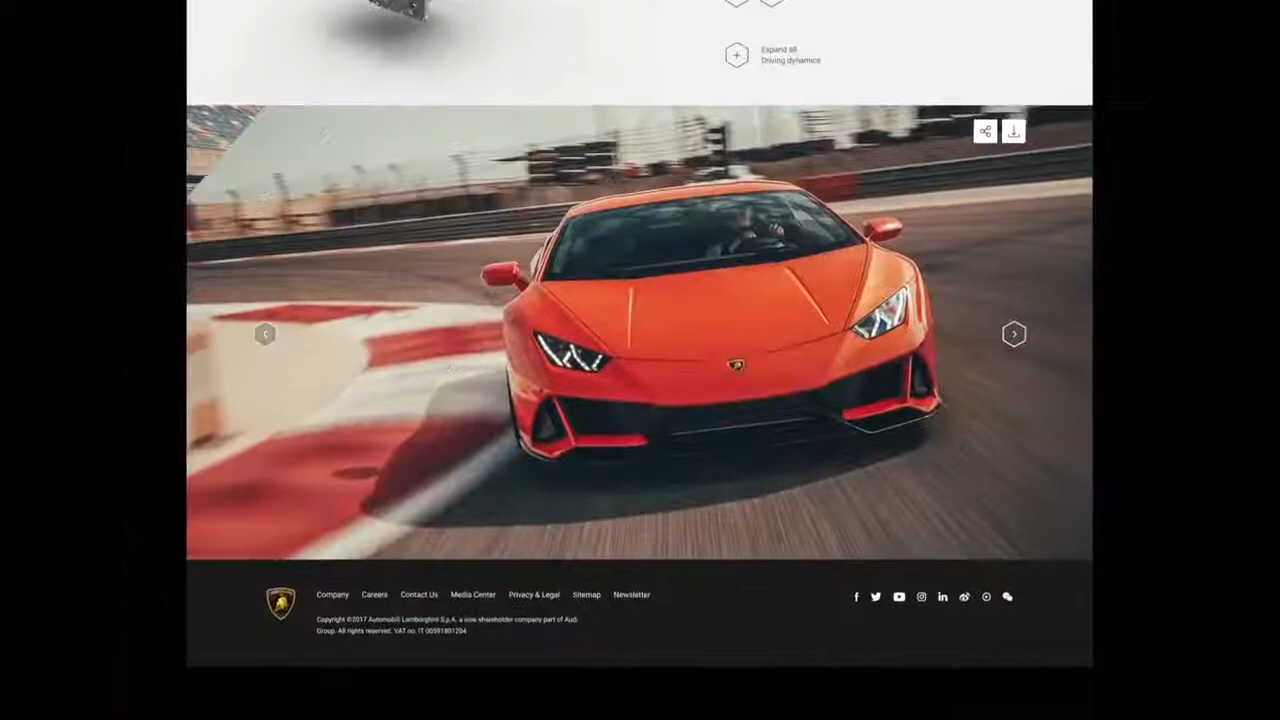 Expand all
Driving dynamics
Company Careers Contact Us Media Center Privacy & Legal Sitemap Newsletter
Copyright ©2017 Automobili Lamborghini S.p.A. a sole shareholder company part of Audi
Group. All rights reserved. VAT no. IT 00591801204